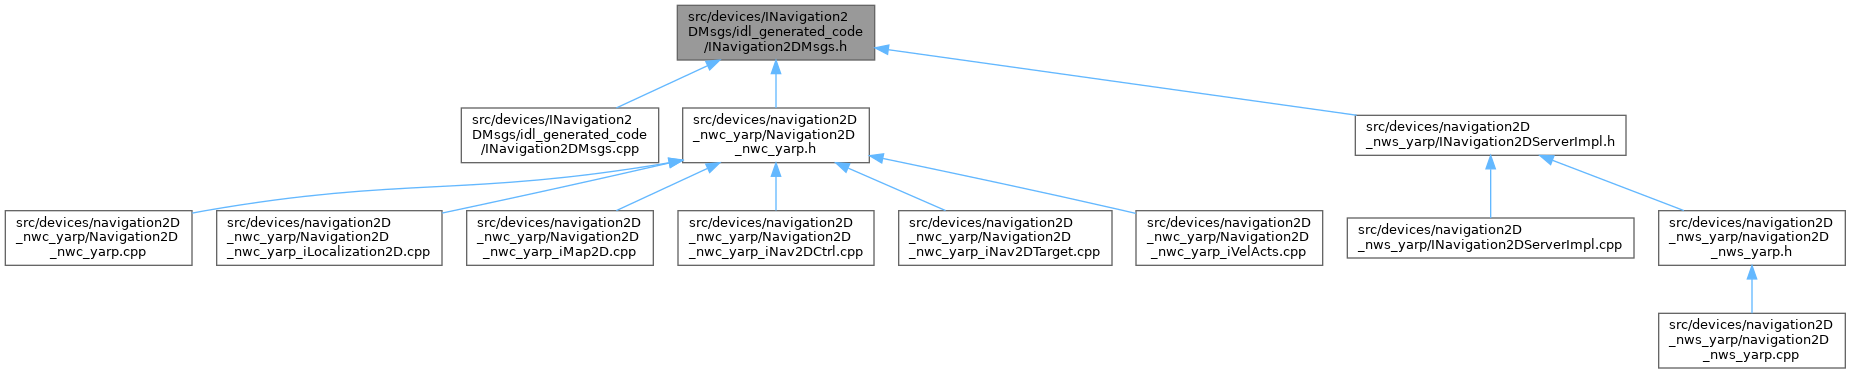 src/devices/INavigation2
DMsgs/idl_generated_code
/INavigation2DMsgs.h
src/devices/INavigation2
DMsgs/idl_generated_code
/INavigation2DMsgs.cpp
src/devices/navigation2D
_nwc_yarp/Navigation2D
_nwc_yarp.h
src/devices/navigation2D
_nws_yarp/INavigation2DServerImpl.h
src/devices/navigation2D
_nwc_yarp/Navigation2D
_nwc_yarp.cpp
src/devices/navigation2D
_nwc_yarp/Navigation2D
_nwc_yarp_iLocalization2D.cpp
src/devices/navigation2D
_nwc_yarp/Navigation2D
_nwc_yarp_iMap2D.cpp
src/devices/navigation2D
_nwc_yarp/Navigation2D
_nwc_yarp_iNav2DCtrl.cpp
src/devices/navigation2D
_nwc_yarp/Navigation2D
_nwc_yarp_iNav2DTarget.cpp
src/devices/navigation2D
_nwc_yarp/Navigation2D
_nwc_yarp_iVelActs.cpp
src/devices/navigation2D
_nws_yarp/INavigation2DServerImpl.cpp
src/devices/navigation2D
_nws_yarp/navigation2D
_nws_yarp.h
src/devices/navigation2D
_nws_yarp/navigation2D
_nws_yarp.cpp